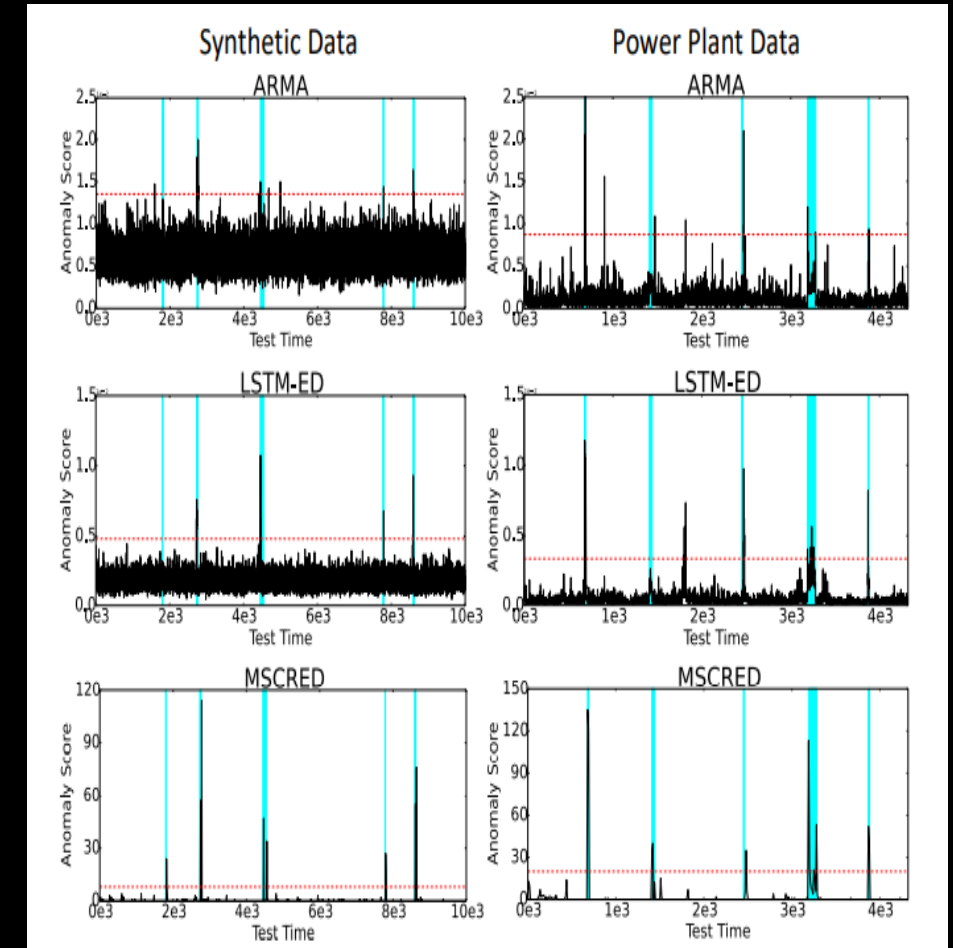 Synthetic Data
Power Plant Data
ARMA
2.5
2.0
1.5
1.0
0.5
0.0
Anomaly Score
0e3 2e3 4e3 6e3 8e3 10e3
Test Time
ARMA
2.5
2.0
1.5
1.0
0.5
0.0
Anomaly Score
0e3 1e3 2e3 3e3 4e3
Test Time
LSTM-ED
1.5
1.0
0.5
0.0
Anomaly Score
0e3 2e3 4e3 6e3 8e3 10e3
Test Time
LSTM-ED
1.5
1.0
0.5
0.0
Anomaly Score
0e3 1e3 2e3 3e3 4e3
Test Time
MSCRED
120
90
60
30
0
Anomaly Score
0e3 2e3 4e3 6e3 8e3 10e3
Test Time
MSCRED
150
120
90
60
30
0
Anomaly Score
0e3 1e3 2e3 3e3 4e3
Test Time